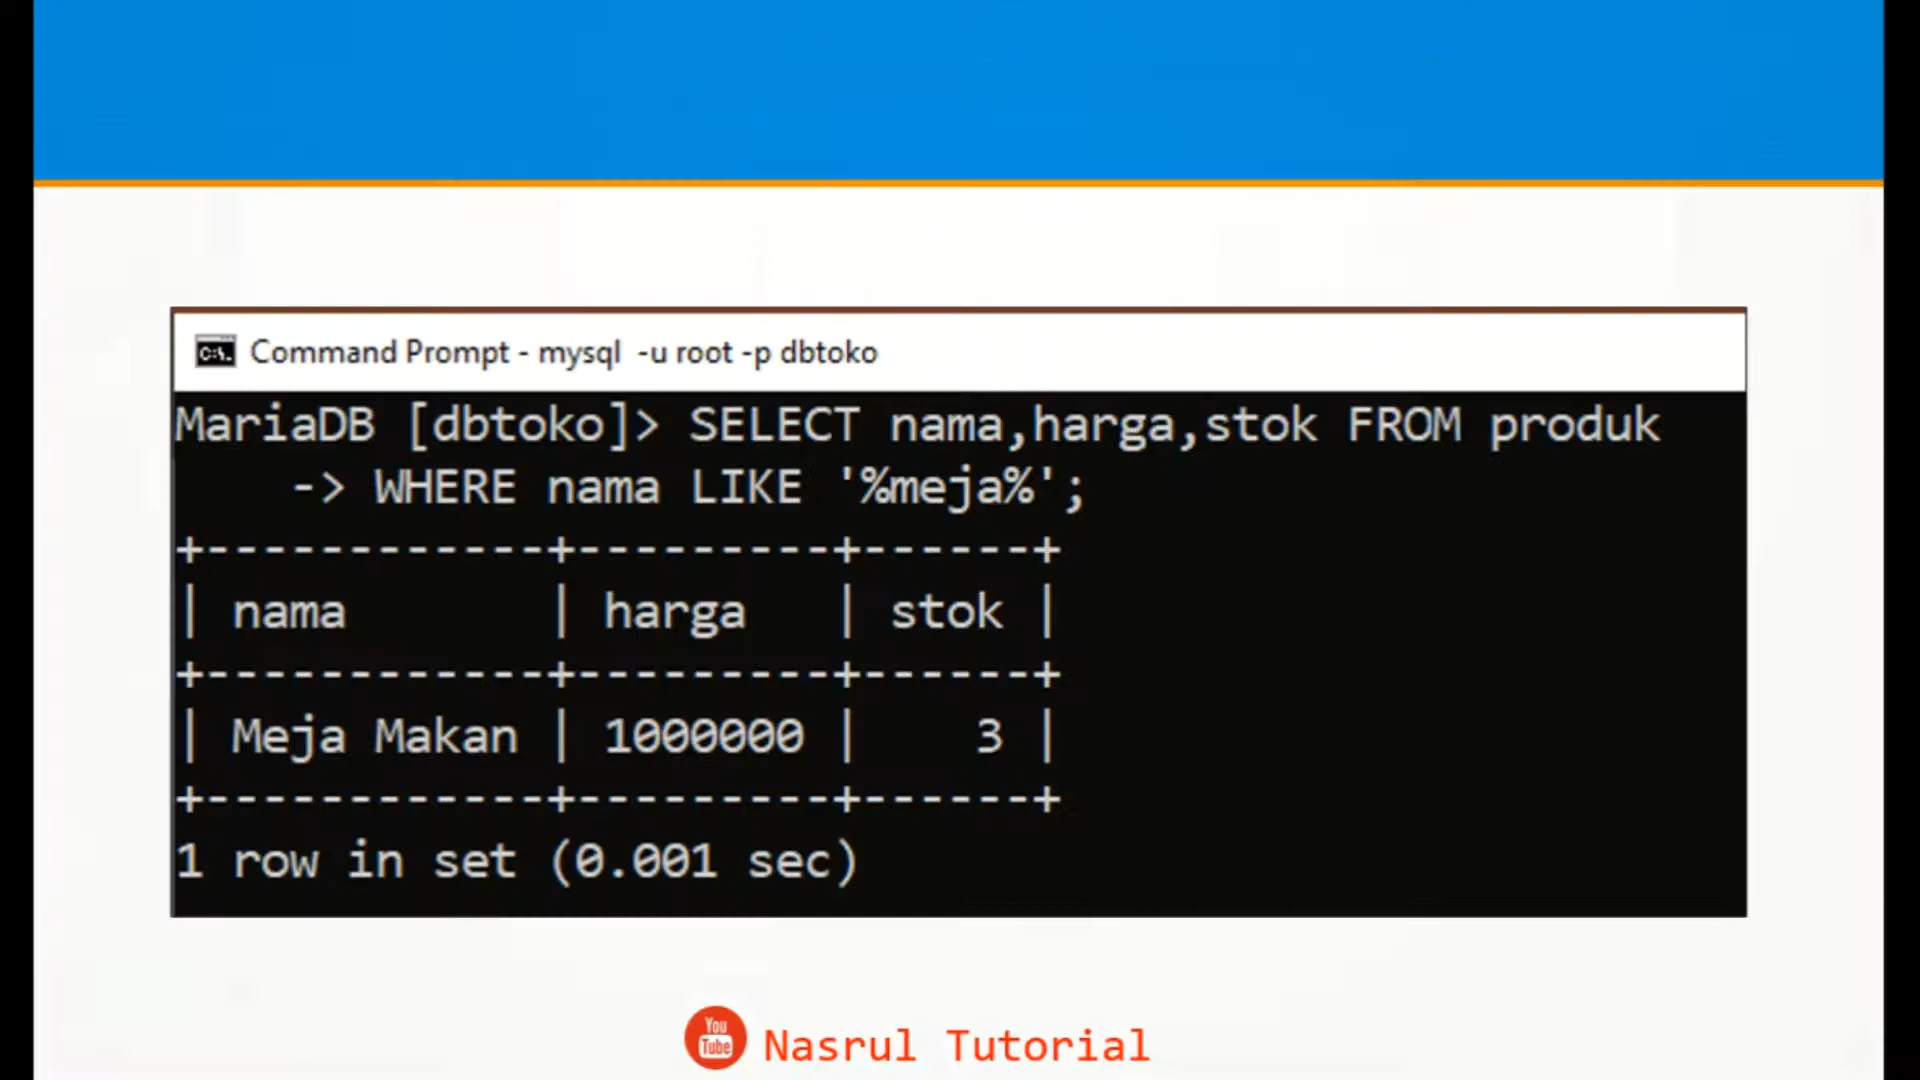 Command Prompt - mysql  -u root -p dbtoko
MariaDB [dbtoko]> SELECT nama,harga,stok FROM produk
    -> WHERE nama LIKE '%meja%';
+------------+---------+------+
| nama       | harga   | stok |
+------------+---------+------+
| Meja Makan | 1000000 |    3 |
+------------+---------+------+
1 row in set (0.001 sec)
You
Tube
Nasrul Tutorial